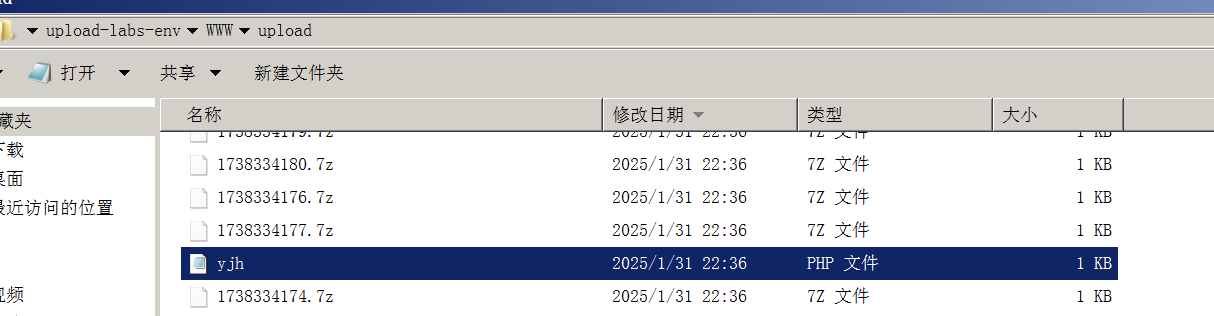 upload-labs-env WWW upload
打开 共享 新建文件夹
名称 修改日期 类型 大小
藏夹
下载
桌面
最近访问的位置
视频
1738334179.7z 2025/1/31 22:36 7Z 文件 1 KB
1738334180.7z 2025/1/31 22:36 7Z 文件 1 KB
1738334176.7z 2025/1/31 22:36 7Z 文件 1 KB
1738334177.7z 2025/1/31 22:36 7Z 文件 1 KB
yjh 2025/1/31 22:36 PHP 文件 1 KB
1738334174.7z 2025/1/31 22:36 7Z 文件 1 KB